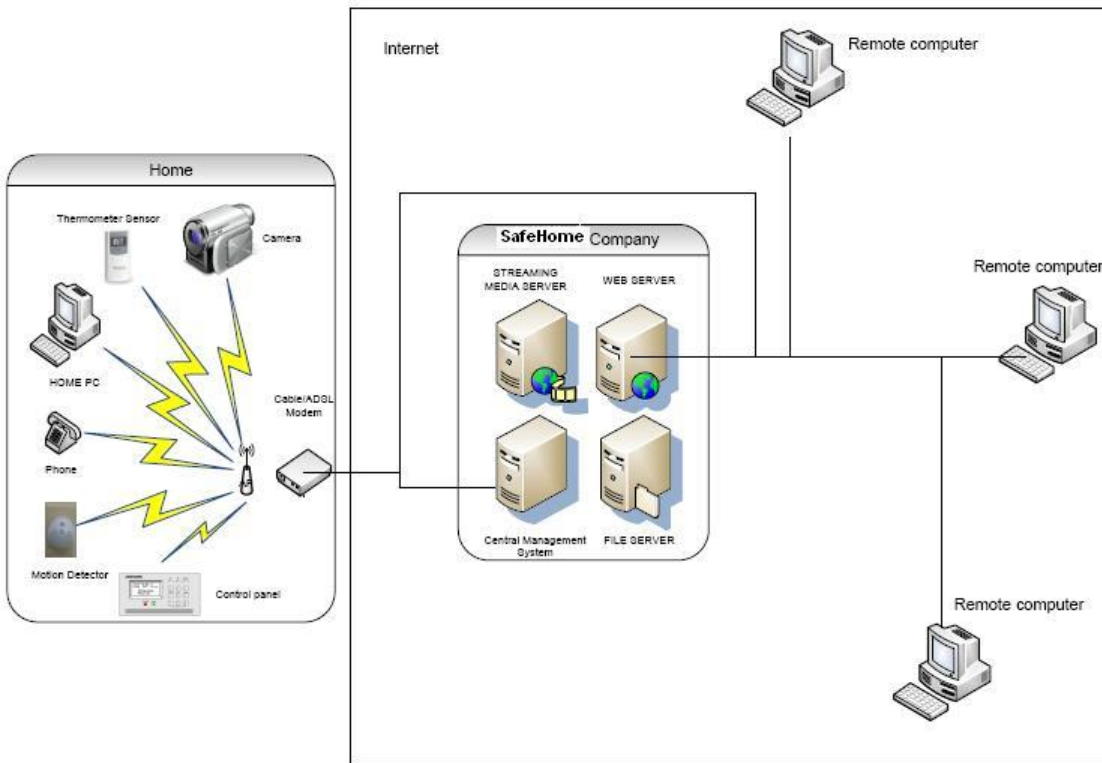 Internet
Remote computer
Home
Thermometer Sensor
Camera
SafeHome Company
STREAMING
MEDIA SERVER
WEB SERVER
Remote computer
HOME PC
Cable/ADSL
Modem
Phone
Central Management
System
FILE SERVER
Motion Detector
Control panel
Remote computer